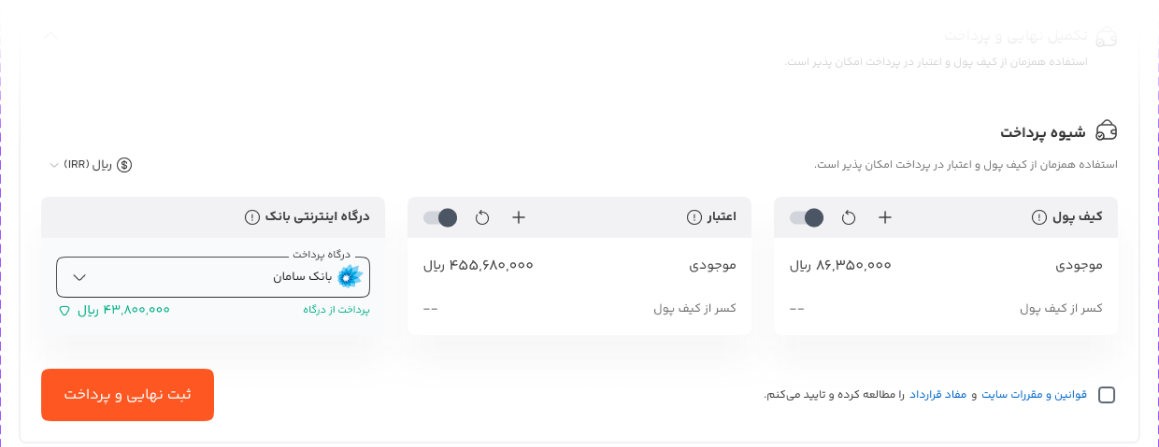 تکمیل نهایی و پرداخت
استفاده همزمان از کیف پول و اعتبار در پرداخت امکان پذیر است.
شیوه پرداخت
استفاده همزمان از کیف پول و اعتبار در پرداخت امکان پذیر است.
ریال (IRR)
کیف پول
موجودی
۸۶,۳۵۰,۰۰۰ ریال
کسر از کیف پول
--
اعتبار
موجودی
۴۵۵,۶۸۰,۰۰۰ ریال
کسر از کیف پول
--
درگاه اینترنتی بانک
درگاه پرداخت
بانک سامان
پرداخت از درگاه
۴۳,۸۰۰,۰۰۰ ریال
قوانین و مقررات سایت و مفاد قرارداد را مطالعه کرده و تایید می‌کنم.
ثبت نهایی و پرداخت